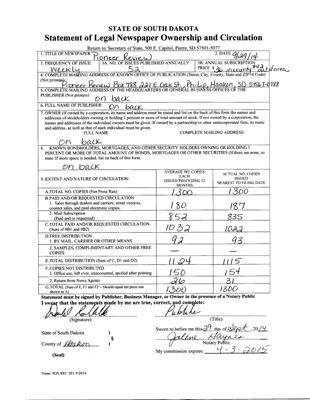 STATE OF SOUTH DAKOTA
Statement of Legal Newspaper Ownership and Circulation
Return to: Secretary of State, 500 E. Capitol, Pierre, SD 57501-5077
1. TITLE OF NEWSPAPER Pioneer Review
2. DATE 9/29/14
3. FREQUENCY OF ISSUE Weekly
3A. NO. OF ISSUES PUBLISHED ANNUALLY 52
3B. ANNUAL SUBSCRIPTION PRICE $
4. COMPLETE MAILING ADDRESS OF KNOWN OFFICE OF PUBLICATION (Street, City, County, State and ZIP+4 Code) (Not printers)
Pioneer Review Box 788, 221 E Oak St, Philip, Haakon, SD 57567-0788
5. COMPLETE MAILING ADDRESS OF THE HEADQUARTERS OR GENERAL BUSINESS OFFICES OF THE PUBLISHERS (Not printers)
on back
6. FULL NAME OF PUBLISHER: on back
7. OWNER (If owned by a corporation, its name and address must be stated and list on the back of this form the names and addresses of stockholders owning or holding 1 percent or more of total amount of stock. If not owned by a corporation, the names and addresses of the individual owners must be given. If owned by a partnership or other unincorporated firm, its name and address, as well as that of each individual must be given.
FULL NAME COMPLETE MAILING ADDRESS
on back
8. KNOWN BONDHOLDERS, MORTGAGEES, AND OTHER SECURITY HOLDERS OWNING OR HOLDING 1 PERCENT OR MORE OF TOTAL AMOUNT OF BONDS, MORTGAGES OR OTHER SECURITIES (If there are none, so state. If more space is needed, list on back of this form.
on back
9. EXTENT AND NATURE OF CIRCULATION
AVERAGE NO. COPIES EACH ISSUED PRECEDING 12 MONTHS
ACTUAL NO. COPIES ISSUED NEAREST TO FILING DATE
A. TOTAL NO. COPIES (Net Press Run) 1300 1300
B. PAID AND/OR REQUESTED CIRCULATION
1. Sales through dealers and carriers, street vendors, counter sales, and paid electronic copies. 180 187
2. Mail Subscription (Paid and or requested) 852 835
C. TOTAL PAID AND/OR REQUESTED CIRCULATION (Sum of 9B1 and 9B2) 1032 1022
D. FREE DISTRIBUTION
1. BY MAIL, CARRIER OR OTHER MEANS 92 93
2. SAMPLES, COMPLIMENTARY AND OTHER FREE COPIES
E. TOTAL DISTRIBUTION (Sum of C, D1 and D2) 1124 1115
F. COPIES NOT DISTRIBUTED
1. Office use, left over, unaccounted, spoiled after printing 150 154
2. Return from News Agents 26 31
G. TOTAL (Sum of E, F1 and F2 - Should equal net press run shown in A) 1300 1300
Statement must be signed by Publisher, Business Manager, or Owner in the presence of a Notary Public
I swear that the statements made by me are true, correct, and complete:
(Signature) (Title)
State of South Dakota )
§
County of Haakon )
(Seal)
Sworn to before me this 29 day of Sept, 2014
Notary Public
My commission expires: 4-3-2015